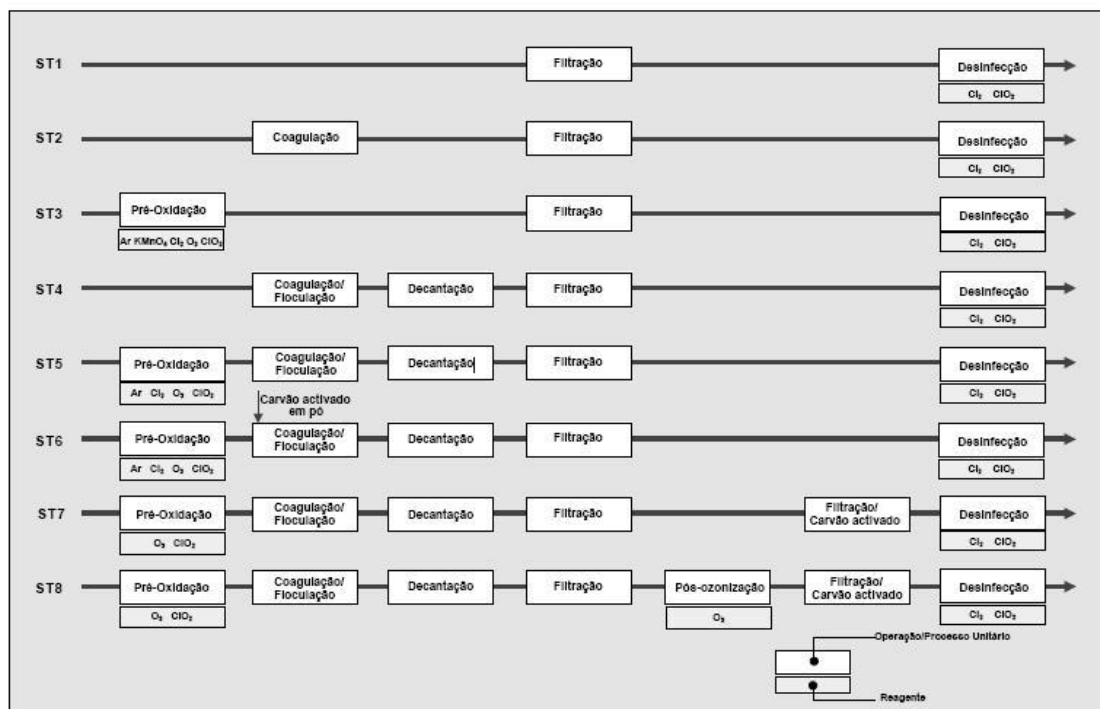 ST1
Filtração
Desinfecção
Cl₂ ClO₂
ST2
Coagulação
Filtração
Desinfecção
Cl₂ ClO₂
ST3
Pré-Oxidação
Ar KMnO₄ Cl₂ O₃ ClO₂
Filtração
Desinfecção
Cl₂ ClO₂
ST4
Coagulação/
Floculação
Decantação
Filtração
Desinfecção
Cl₂ ClO₂
ST5
Pré-Oxidação
Ar Cl₂ O₃ ClO₂
Coagulação/
Floculação
Decantação
Filtração
Desinfecção
Cl₂ ClO₂
Carvão activado
em pó
ST6
Pré-Oxidação
Ar Cl₂ O₃ ClO₂
Coagulação/
Floculação
Decantação
Filtração
Desinfecção
Cl₂ ClO₂
ST7
Pré-Oxidação
O₃ ClO₂
Coagulação/
Floculação
Decantação
Filtração
Filtração/
Carvão activado
Desinfecção
Cl₂ ClO₂
ST8
Pré-Oxidação
O₃ ClO₂
Coagulação/
Floculação
Decantação
Filtração
Pós-ozonização
O₃
Filtração/
Carvão activado
Desinfecção
Cl₂ ClO₂
Operação/Processo Unitário
Reagente